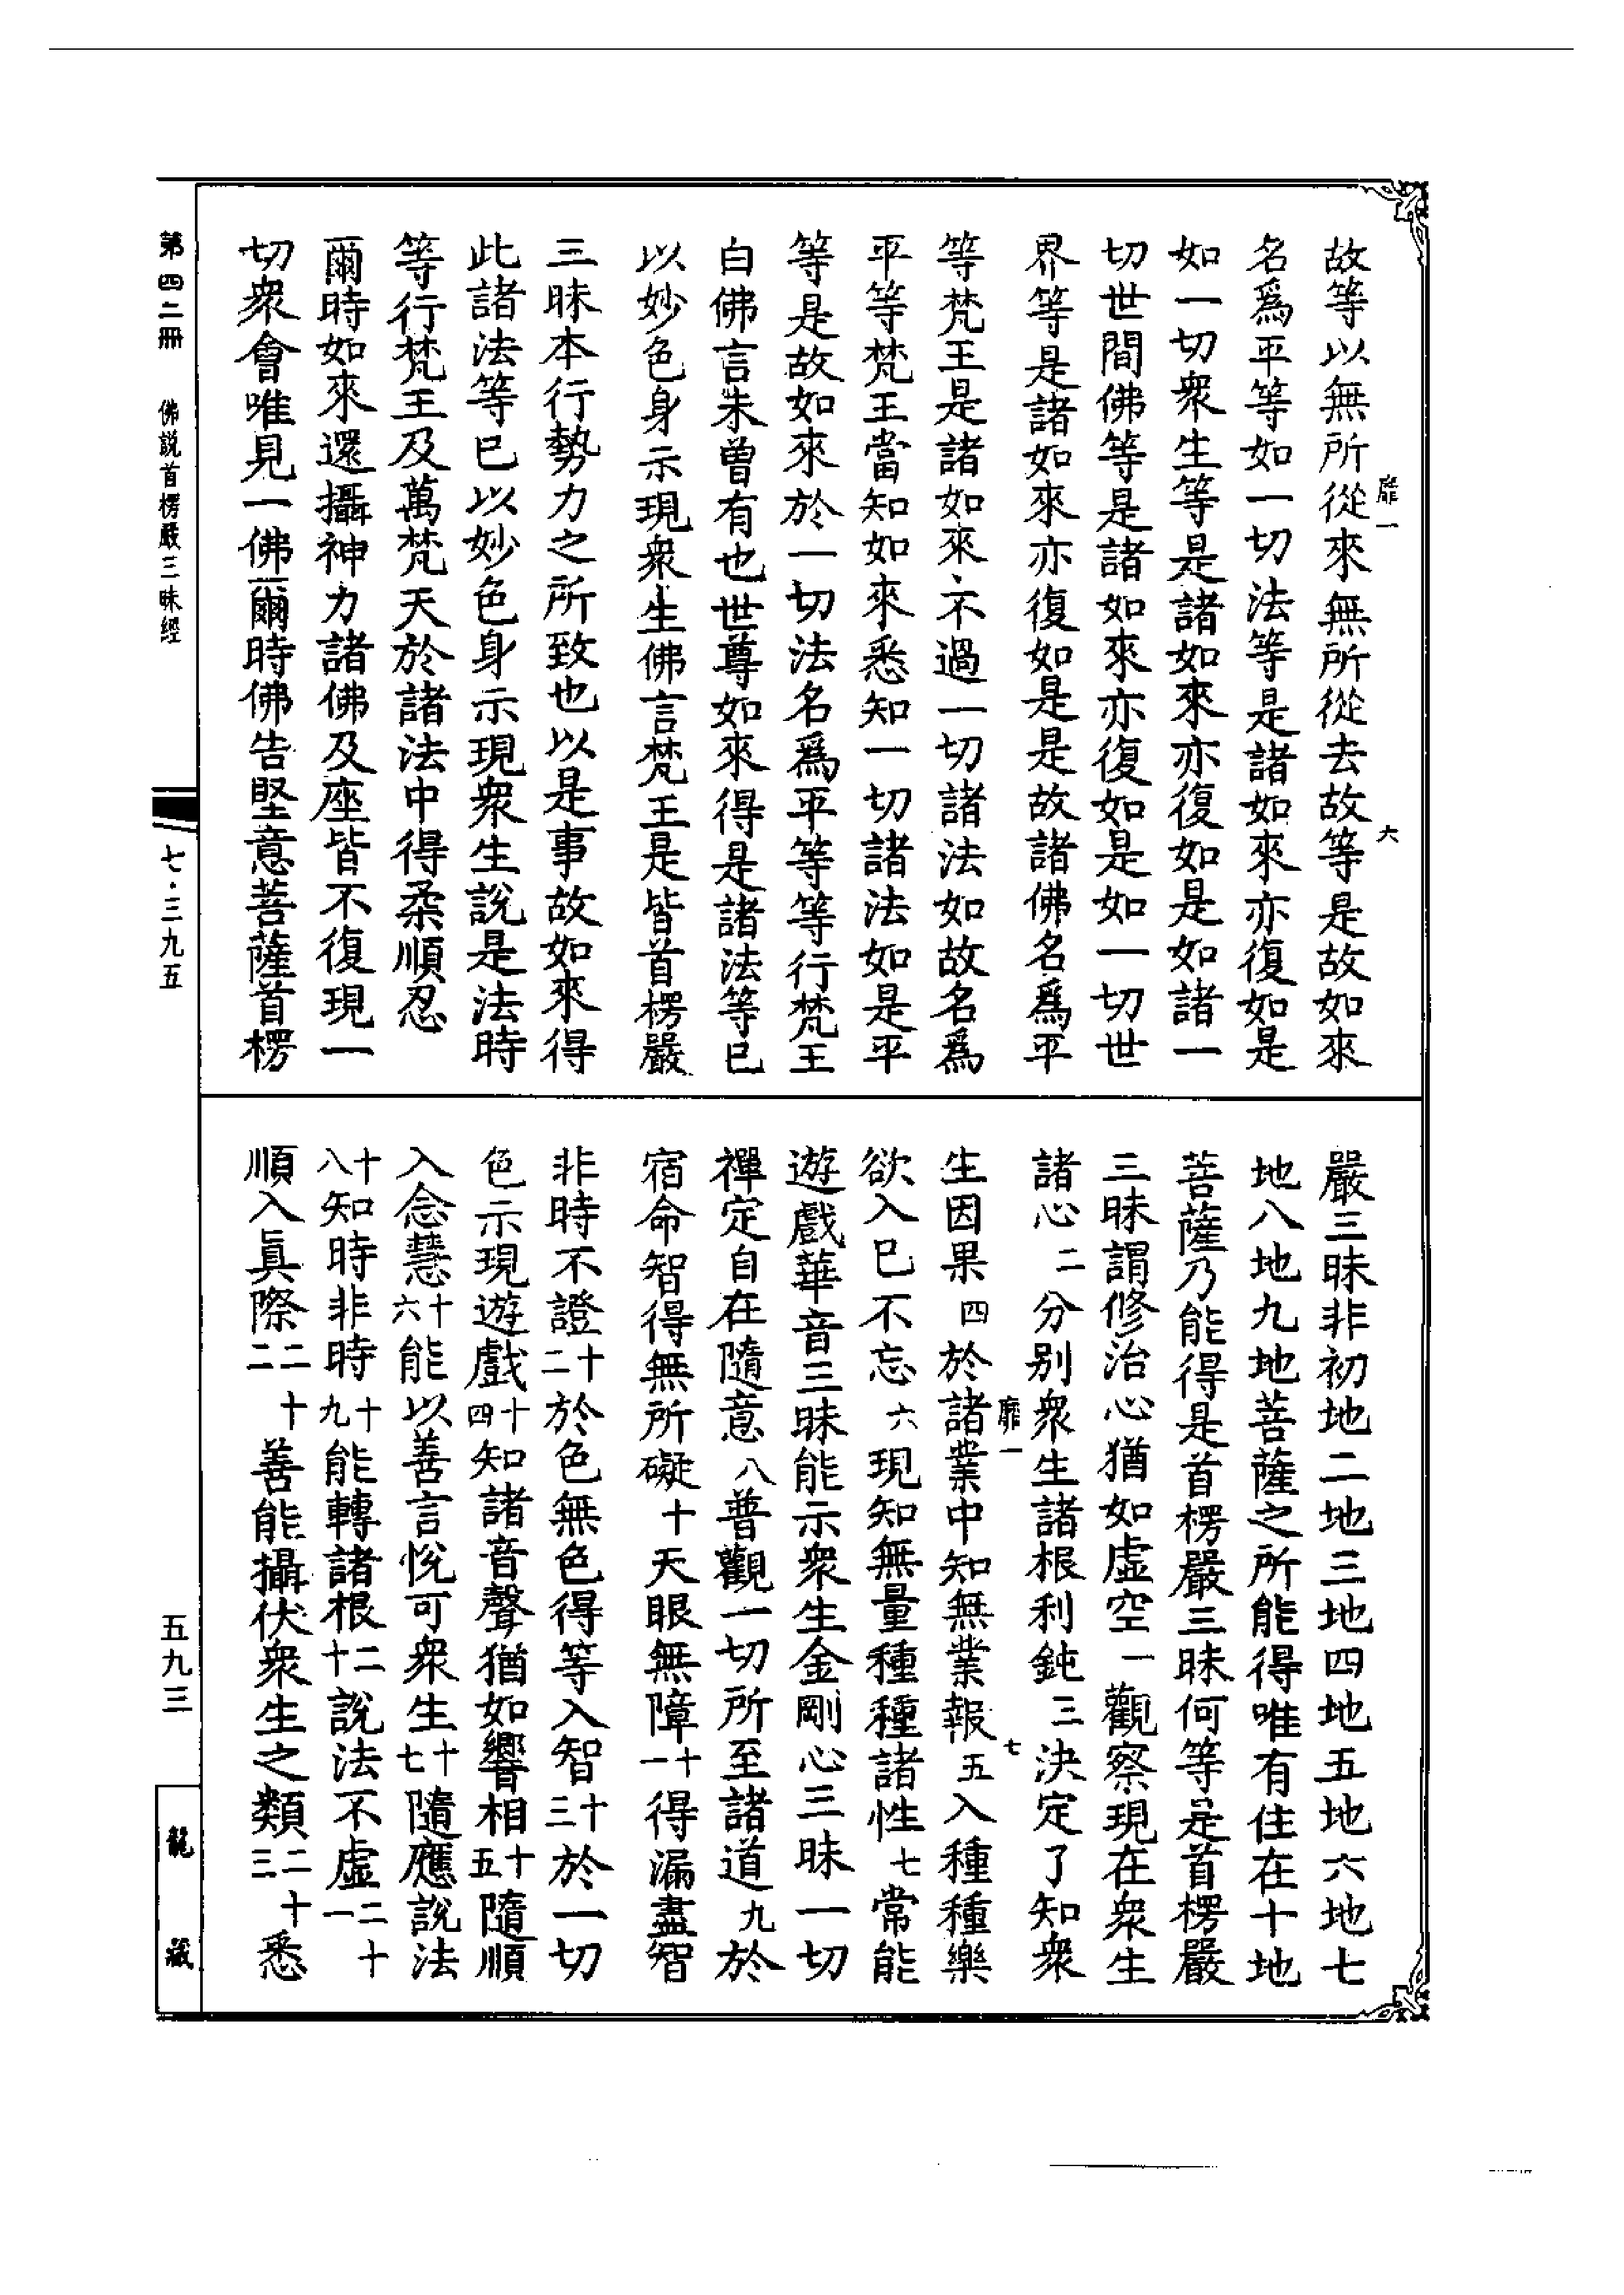 故等以無所從來無所從去故等是故如來
名爲平等如一切法等是諸如來亦復如是
如一切衆生等是諸如來亦復如是如諸一
切世間佛等是諸如來亦復如是如一切世
界等是諸如來亦復如是是故諸佛名爲平
等梵王是諸如來不過一切諸法如故名爲
平等梵王當知如來悉知一切諸法如是平
等是故如來於一切法名爲平等等行梵王
白佛言未曾有也世尊如來得是諸法等已
以妙色身示現衆生佛言梵王是皆首楞嚴
三昧本行勢力之所致也以是事故如來得
此諸法等已以妙色身示現衆生說是法時
等行梵王及萬梵天於諸法中得柔順忍
爾時如來還攝神力諸佛及座皆不復現一
切衆會唯見一佛爾時佛告堅意菩薩首楞
靡一
六
嚴三昧非初地二地三地四地五地六地七
地八地九地菩薩之所能得唯有住在十地
菩薩乃能得是首楞嚴三昧何等是首楞嚴
三昧謂修治心猶如虛空一觀察現在衆生
諸心二分別衆生諸根利鈍三決定了知衆
生因果四於諸業中知無業報五入種種樂
欲入已不忘六現知無量種種諸性七常能
遊戲華音三昧能示衆生金剛心三昧一切
禪定自在隨意八普觀一切所至諸道九於
宿命智得無所礙十天眼無障十一得漏盡智
非時不證十二於色無色得等入智十三於一切
色示現遊戲十四知諸音聲猶如響相十五隨順
入念慧十六能以善言悅可衆生十七隨應說法
十八知時非時十九能轉諸根二十說法不虛二十一
順入眞際二十二善能攝伏衆生之類二十三悉
靡一
七
第四二冊 佛說首楞嚴三昧經
七·三九五
五九三
龍藏